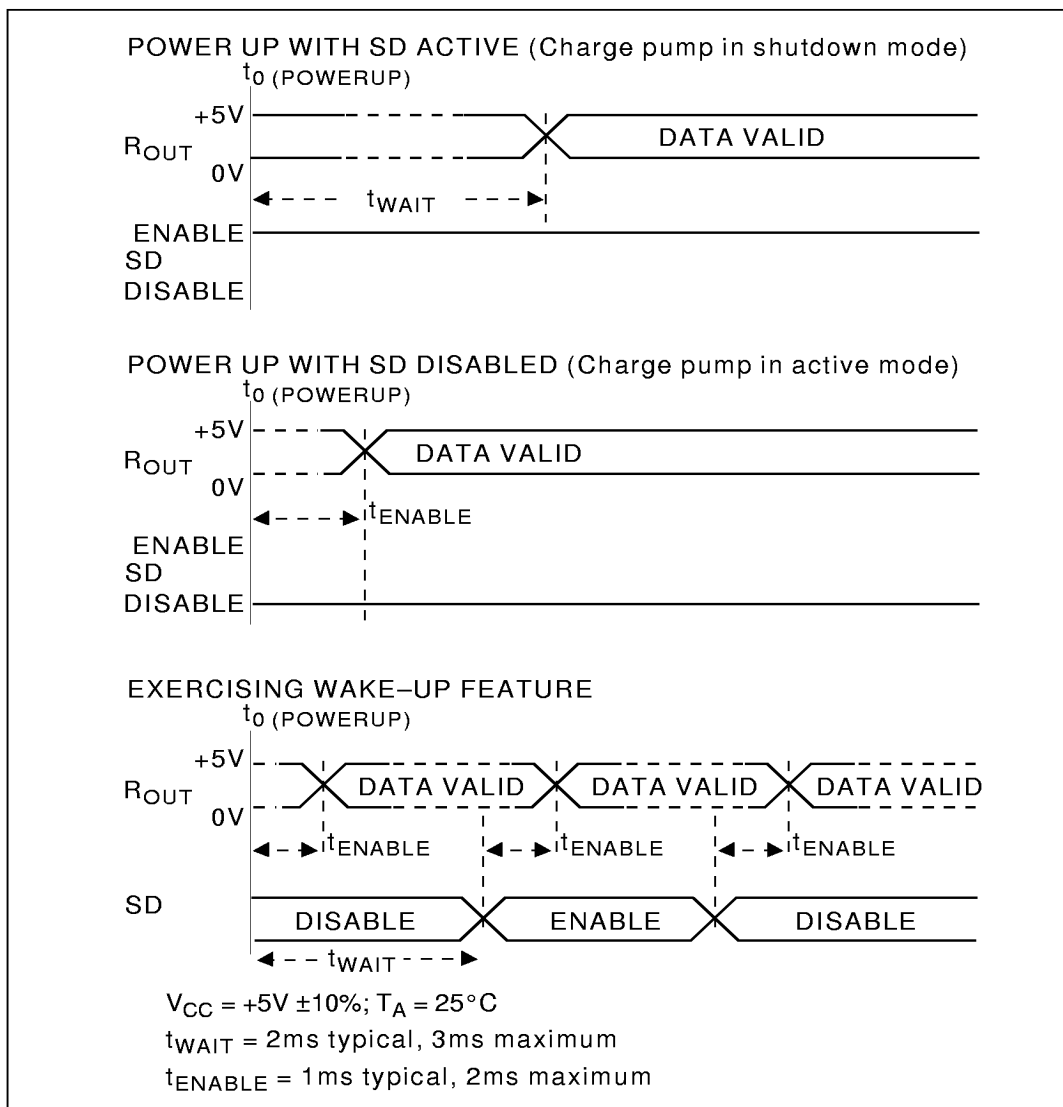 POWER UP WITH SD ACTIVE (Charge pump in shutdown mode)
t0 (POWERUP)
+5V
ROUT
0V
DATA VALID
tWAIT
ENABLE
SD
DISABLE
POWER UP WITH SD DISABLED (Charge pump in active mode)
t0 (POWERUP)
+5V
ROUT
0V
DATA VALID
tENABLE
ENABLE
SD
DISABLE
EXERCISING WAKE–UP FEATURE
t0 (POWERUP)
+5V
ROUT
0V
DATA VALID DATA VALID DATA VALID
tENABLE tENABLE tENABLE
SD
DISABLE ENABLE DISABLE
tWAIT
VCC = +5V ±10%; TA = 25°C
tWAIT = 2ms typical, 3ms maximum
tENABLE = 1ms typical, 2ms maximum